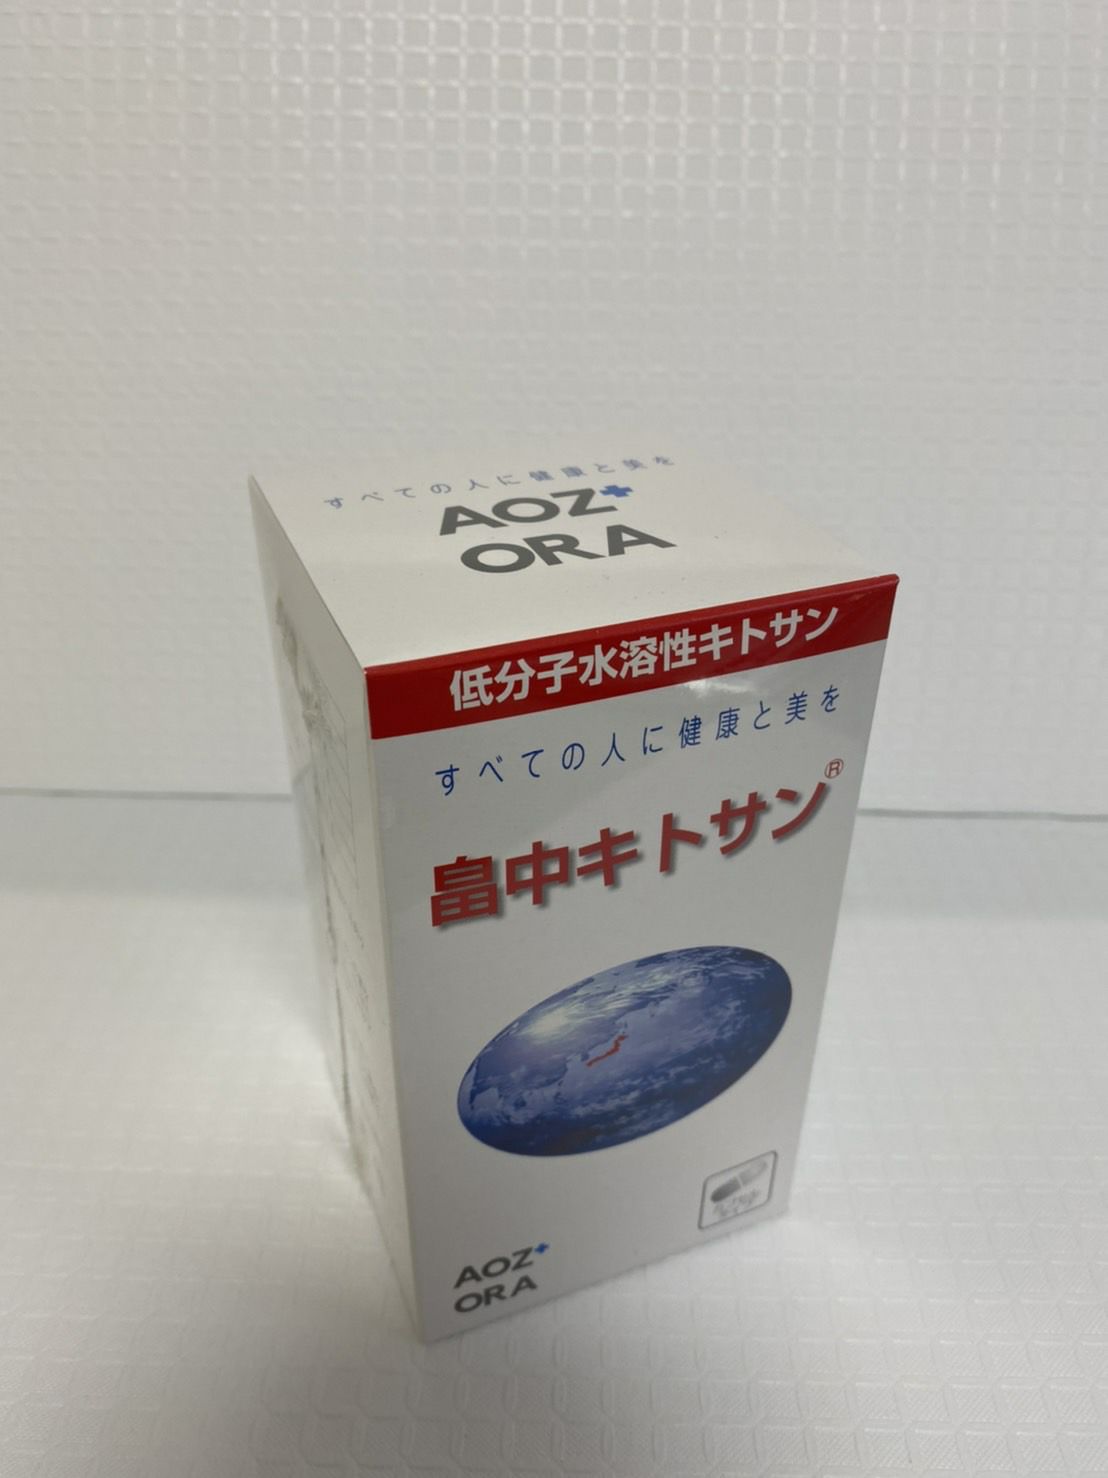 すべての人に健康と美を
AOZ+
ORA
低分子水溶性キトサン
すべての人に健康と美を
畠中キトサン®
AOZ+
ORA